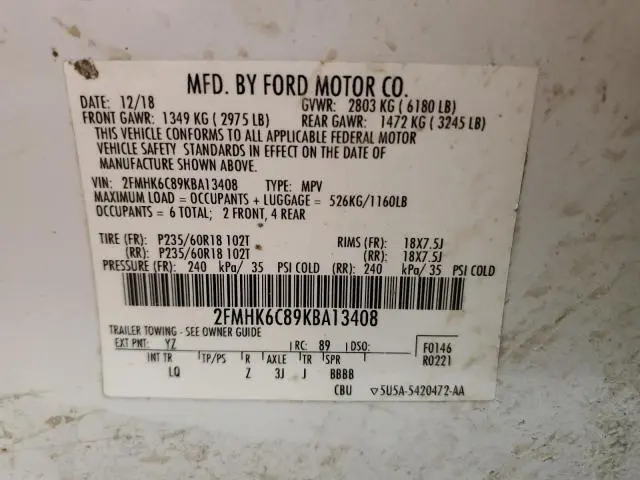 MFD. BY FORD MOTOR CO.
DATE: 12/18 GVWR: 2803 KG ( 6180 LB)
FRONT GAWR: 1349 KG ( 2975 LB) REAR GAWR: 1472 KG ( 3245 LB)
THIS VEHICLE CONFORMS TO ALL APPLICABLE FEDERAL MOTOR
VEHICLE SAFETY STANDARDS IN EFFECT ON THE DATE OF
MANUFACTURE SHOWN ABOVE.
VIN: 2FMHK6C89KBA13408 TYPE: MPV
MAXIMUM LOAD = OCCUPANTS + LUGGAGE = 526KG/1160LB
OCCUPANTS = 6 TOTAL; 2 FRONT, 4 REAR
TIRE (FR): P235/60R18 102T RIMS (FR): 18X7.5J
(RR): P235/60R18 102T (RR): 18X7.5J
PRESSURE (FR): 240 kPa/ 35 PSI COLD (RR): 240 kPa/ 35 PSI COLD
2FMHK6C89KBA13408
TRAILER TOWING - SEE OWNER GUIDE
EXT PNT: YZ RC: 89 DSO: F0146
INT TR TP/PS R AXLE TR SPR R0221
LQ Z 3J J BBBB
CBU ▽5U5A-5420472-AA